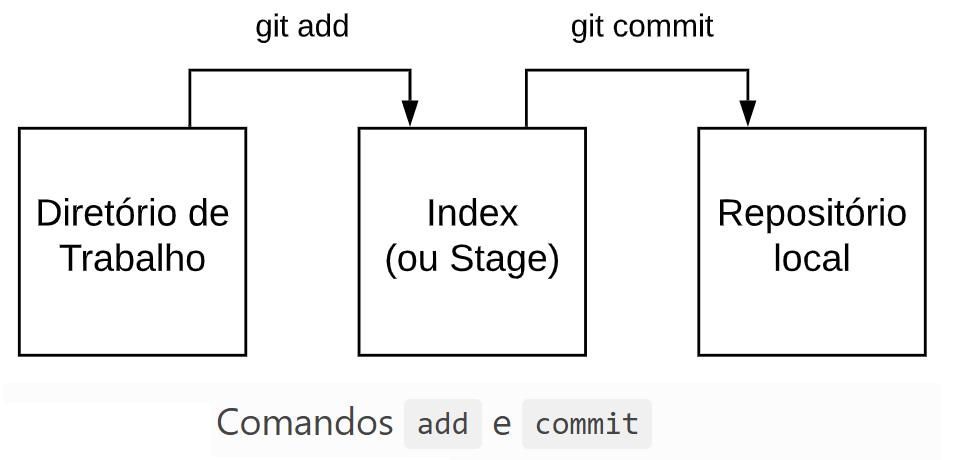 git add
git commit
Diretório de
Trabalho
Index
(ou Stage)
Repositório
local
Comandos add e commit